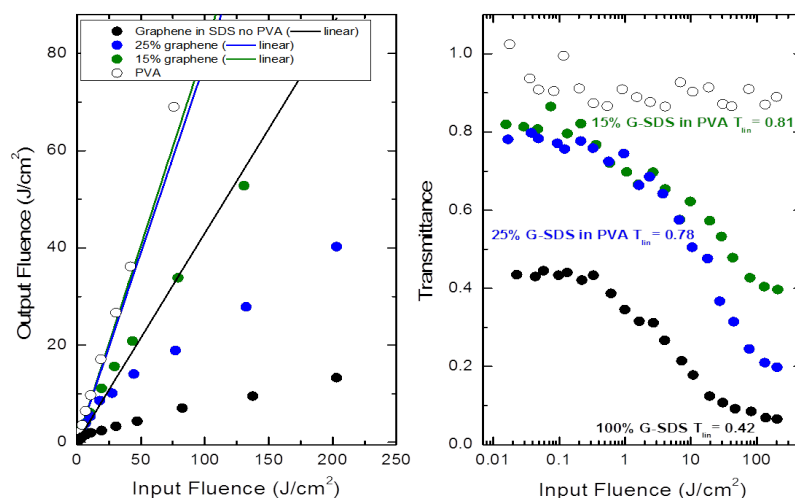 Graphene in SDS no PVA (— linear)
25% graphene (— linear)
15% graphene (— linear)
PVA
80
60
40
20
0
Output Fluence (J/cm²)
0 50 100 150 200 250
Input Fluence (J/cm²)
1.0
0.8
0.6
0.4
0.2
0.0
Transmittance
15% G-SDS in PVA T_lin = 0.81
25% G-SDS in PVA T_lin = 0.78
100% G-SDS T_lin = 0.42
0.01 0.1 1 10 100
Input Fluence (J/cm²)